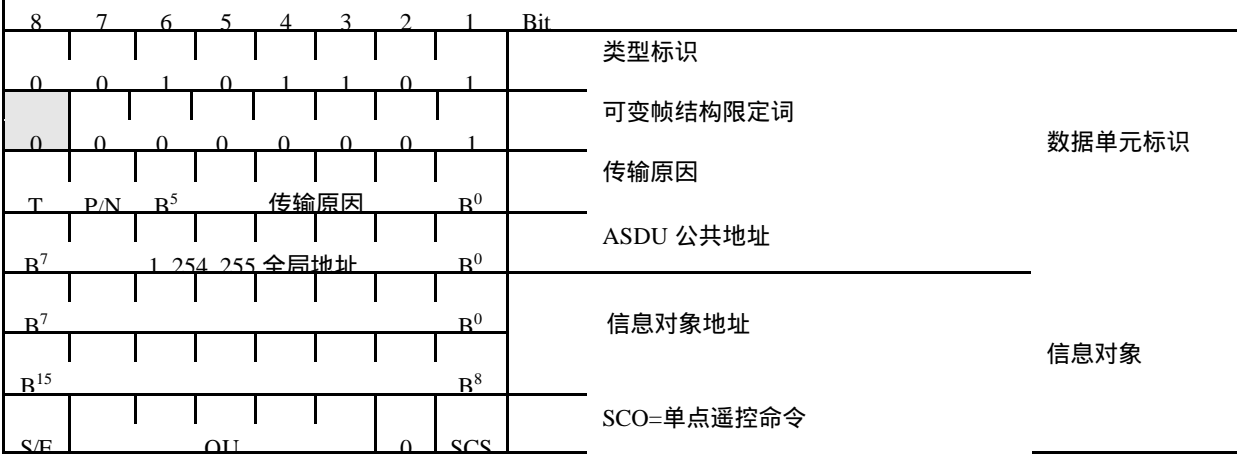 8 7 6 5 4 3 2 1 Bit
类型标识
0 0 1 0 1 1 0 1
可变帧结构限定词
0 0 0 0 0 0 0 1
数据单元标识
传输原因
T P/N B5 传输原因 B0
ASDU 公共地址
B7 1 254 255 全局地址 B0
B7 B0
信息对象地址
信息对象
B15 B8
SCO=单点遥控命令
S/E QU 0 SCS